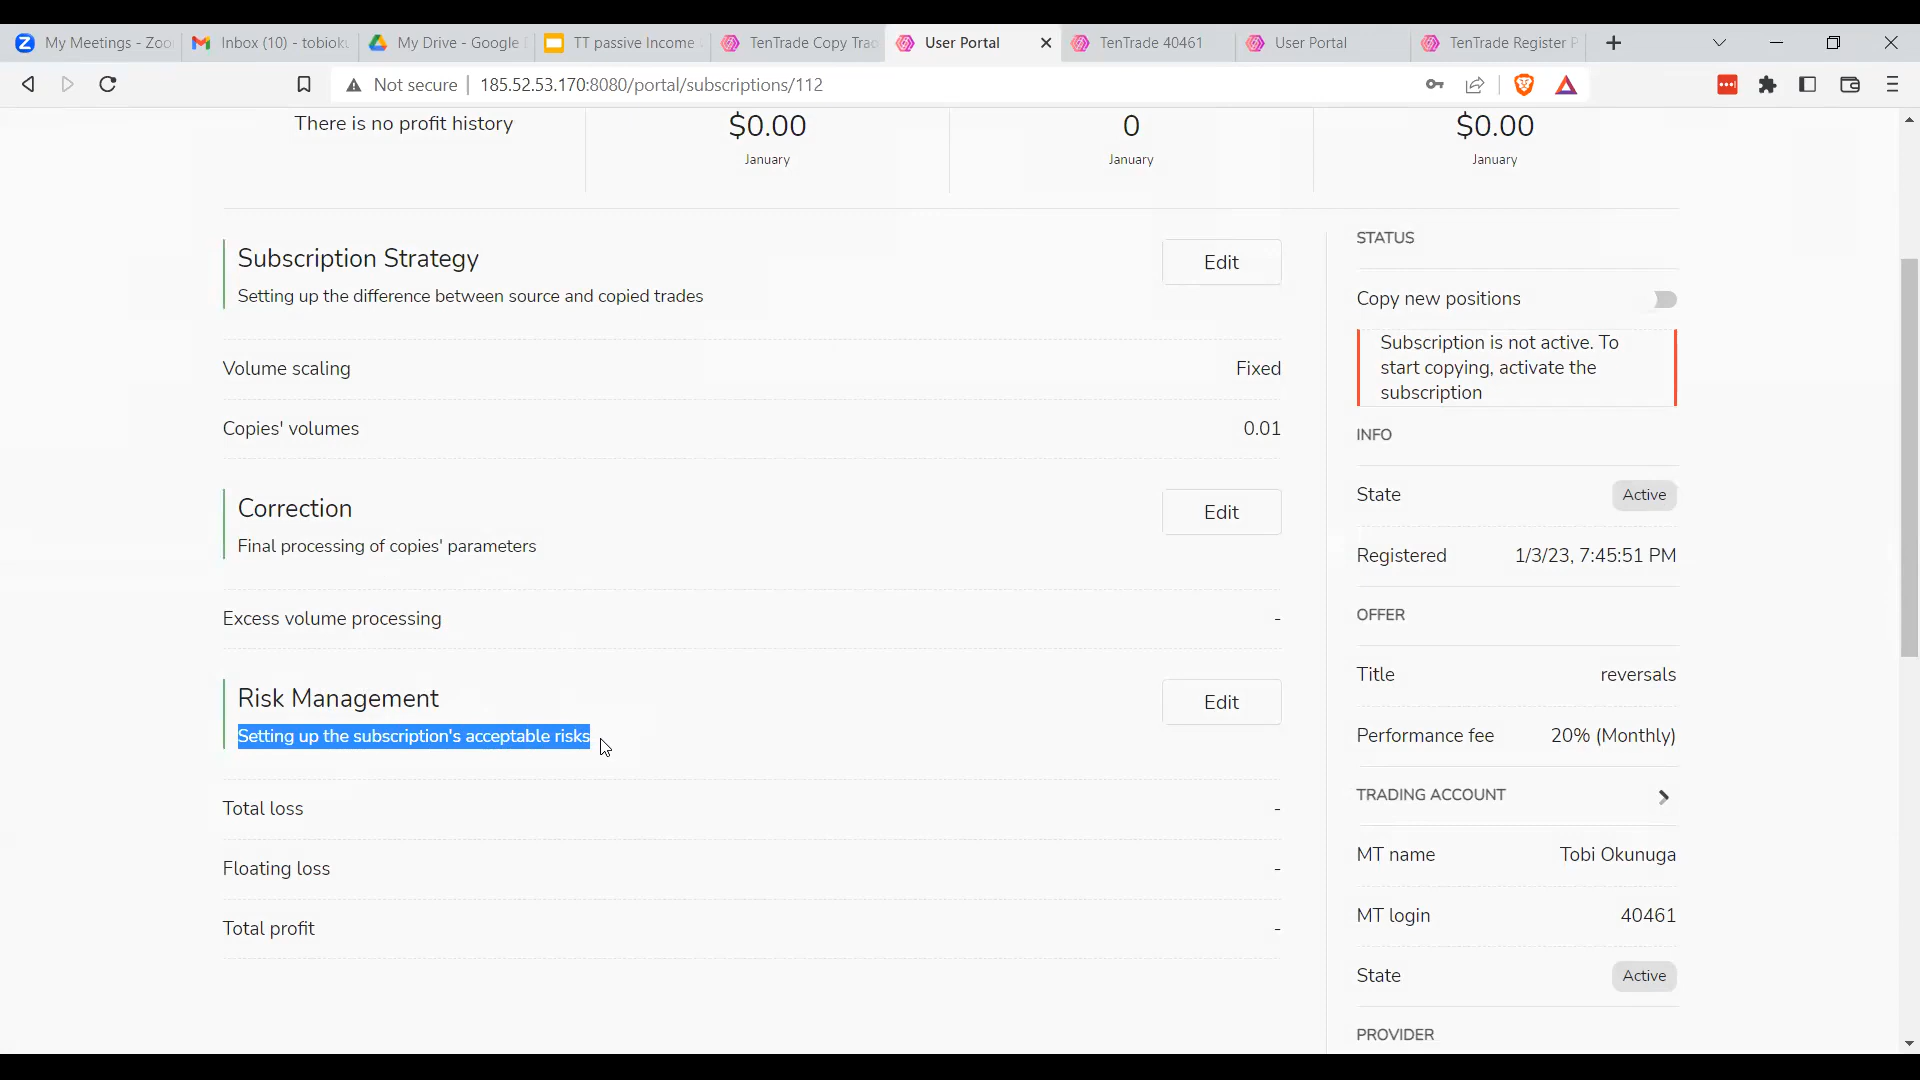 My Meetings - Zoo
Inbox (10) - tobioku
My Drive - Google D
TT passive Income
TenTrade Copy Trad
User Portal
TenTrade 40461
User Portal
TenTrade Register P
Not secure
185.52.53.170:8080/portal/subscriptions/112
There is no profit history
$0.00
January
0
January
$0.00
January
Subscription Strategy
Edit
Setting up the difference between source and copied trades
Volume scaling
Fixed
Copies' volumes
0.01
Correction
Edit
Final processing of copies' parameters
Excess volume processing
-
Risk Management
Edit
Setting up the subscription's acceptable risks
Total loss
-
Floating loss
-
Total profit
-
STATUS
Copy new positions
Subscription is not active. To
start copying, activate the
subscription
INFO
State
Active
Registered
1/3/23, 7:45:51 PM
OFFER
Title
reversals
Performance fee
20% (Monthly)
TRADING ACCOUNT
MT name
Tobi Okunuga
MT login
40461
State
Active
PROVIDER